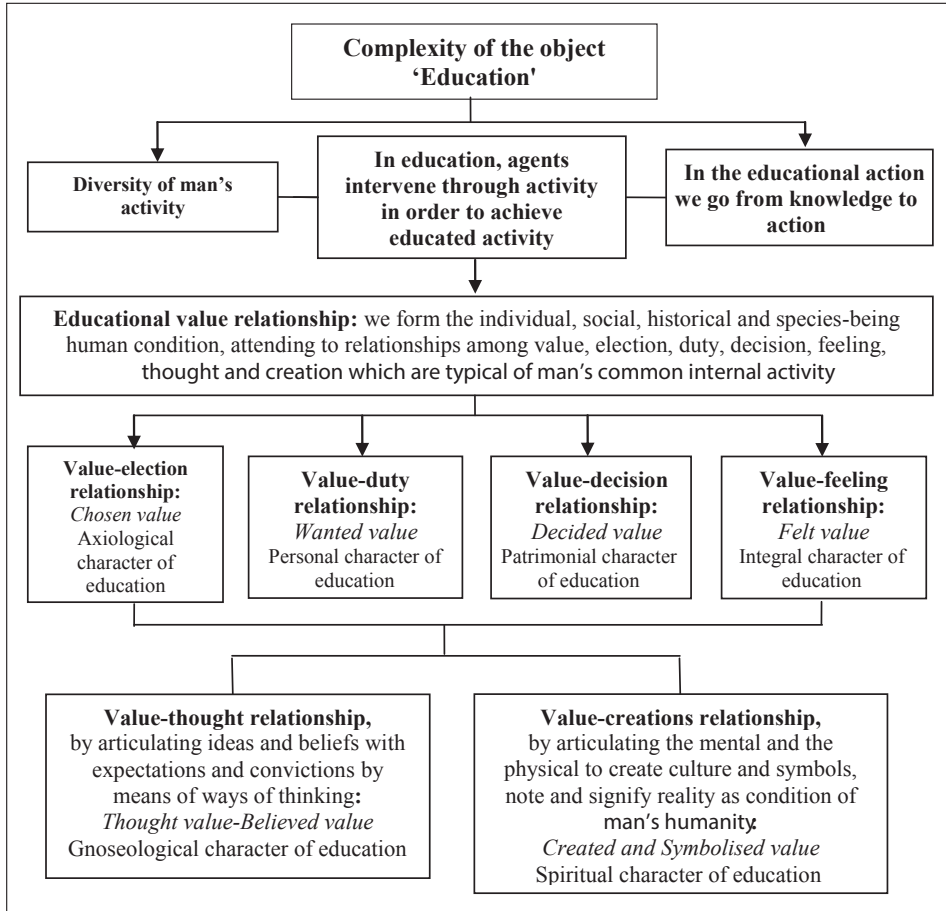 Complexity of the object
‘Education'
Diversity of man’s
activity
In education, agents
intervene through activity
in order to achieve
educated activity
In the educational action
we go from knowledge to
action
Educational value relationship: we form the individual, social, historical and species-being
human condition, attending to relationships among value, election, duty, decision, feeling,
thought and creation which are typical of man’s common internal activity
Value-election
relationship:
Chosen value
Axiological
character of
education
Value-duty
relationship:
Wanted value
Personal character of
education
Value-decision
relationship:
Decided value
Patrimonial character
of education
Value-feeling
relationship:
Felt value
Integral character of
education
Value-thought relationship,
by articulating ideas and beliefs with
expectations and convictions by
means of ways of thinking:
Thought value-Believed value
Gnoseological character of education
Value-creations relationship,
by articulating the mental and the
physical to create culture and symbols,
note and signify reality as condition of
man’s humanity:
Created and Symbolised value
Spiritual character of education